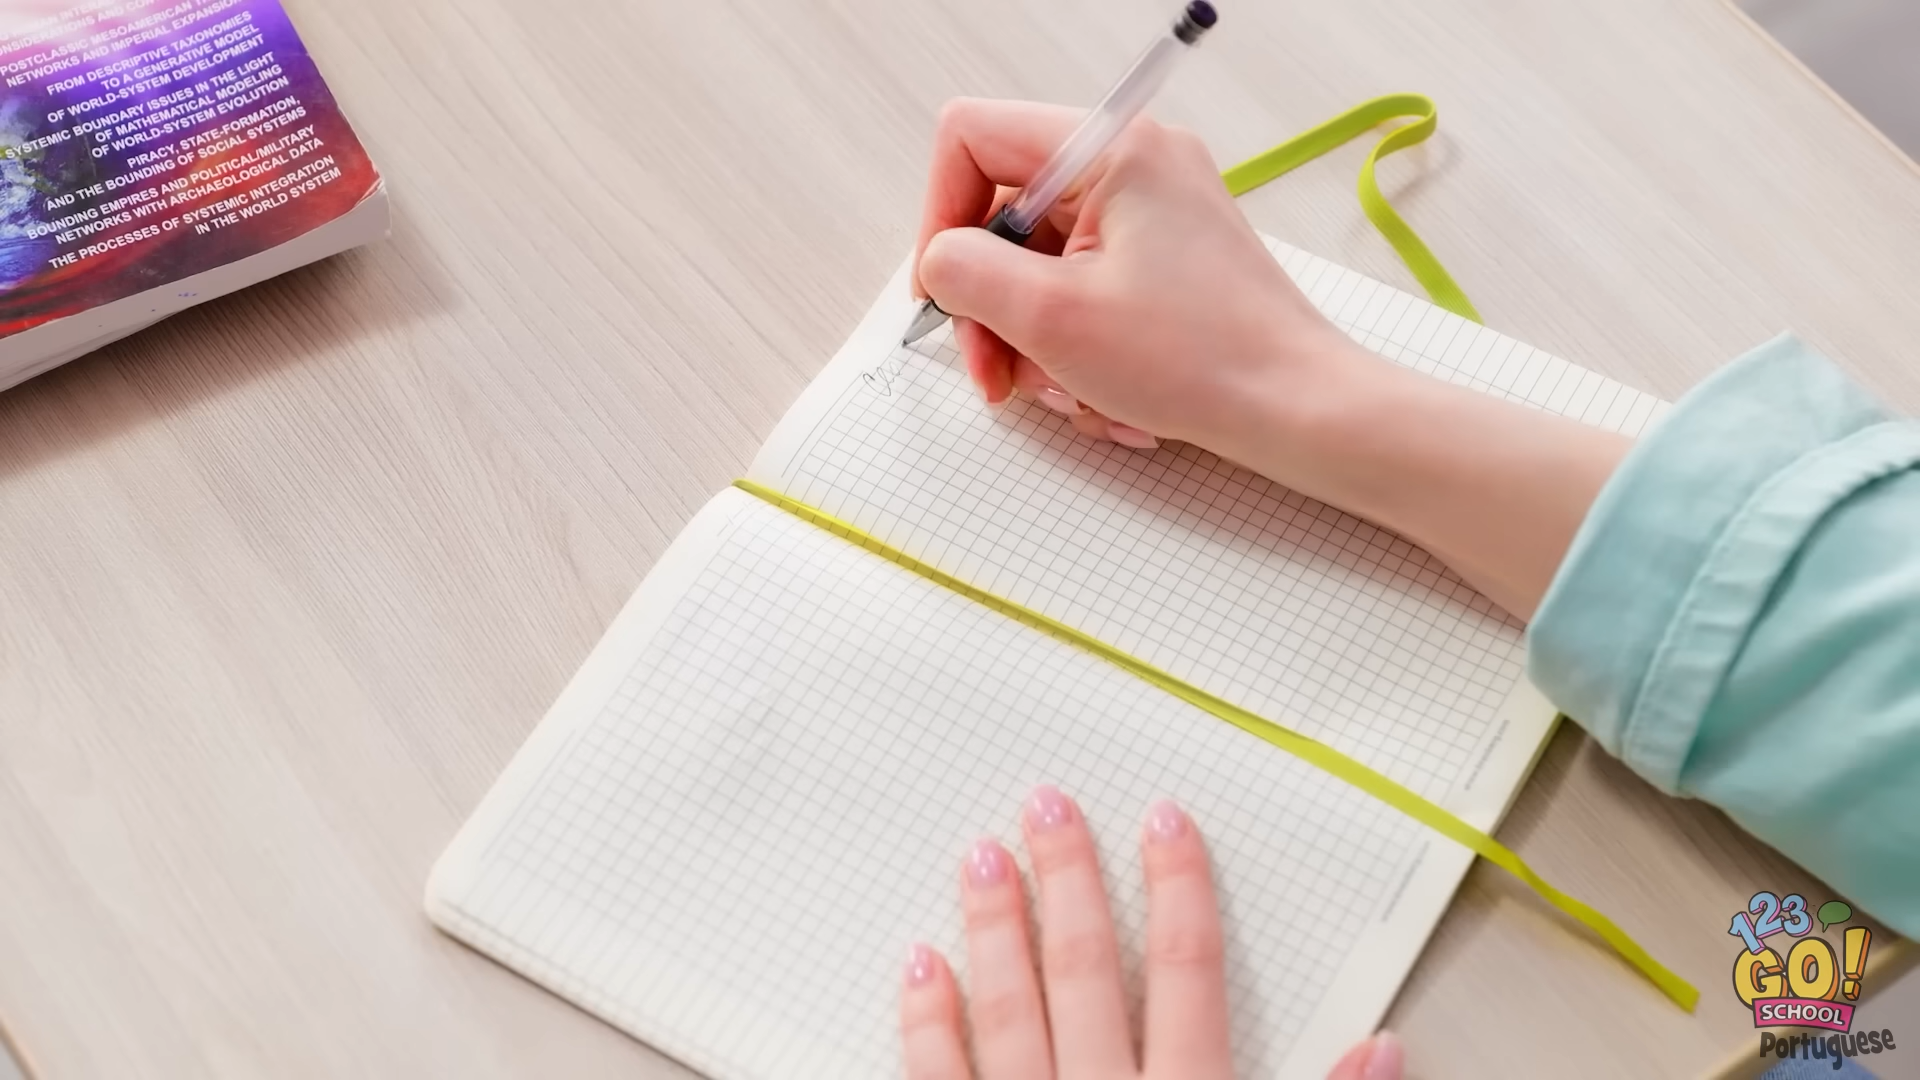 CONSIDERATIONS AND
POSTCLASSIC MESOAMERICAN
NETWORKS AND IMPERIAL EXPANSION
FROM DESCRIPTIVE TAXONOMIES
TO A GENERATIVE MODEL
OF WORLD-SYSTEM DEVELOPMENT
SYSTEMIC BOUNDARY ISSUES IN THE LIGHT
OF MATHEMATICAL MODELING
OF WORLD-SYSTEM EVOLUTION
PIRACY, STATE-FORMATION,
AND THE BOUNDING OF SOCIAL SYSTEMS
BOUNDING EMPIRES AND POLITICAL/MILITARY
NETWORKS WITH ARCHAEOLOGICAL DATA
THE PROCESSES OF SYSTEMIC INTEGRATION
IN THE WORLD SYSTEM
123
GO!
SCHOOL
Portuguese